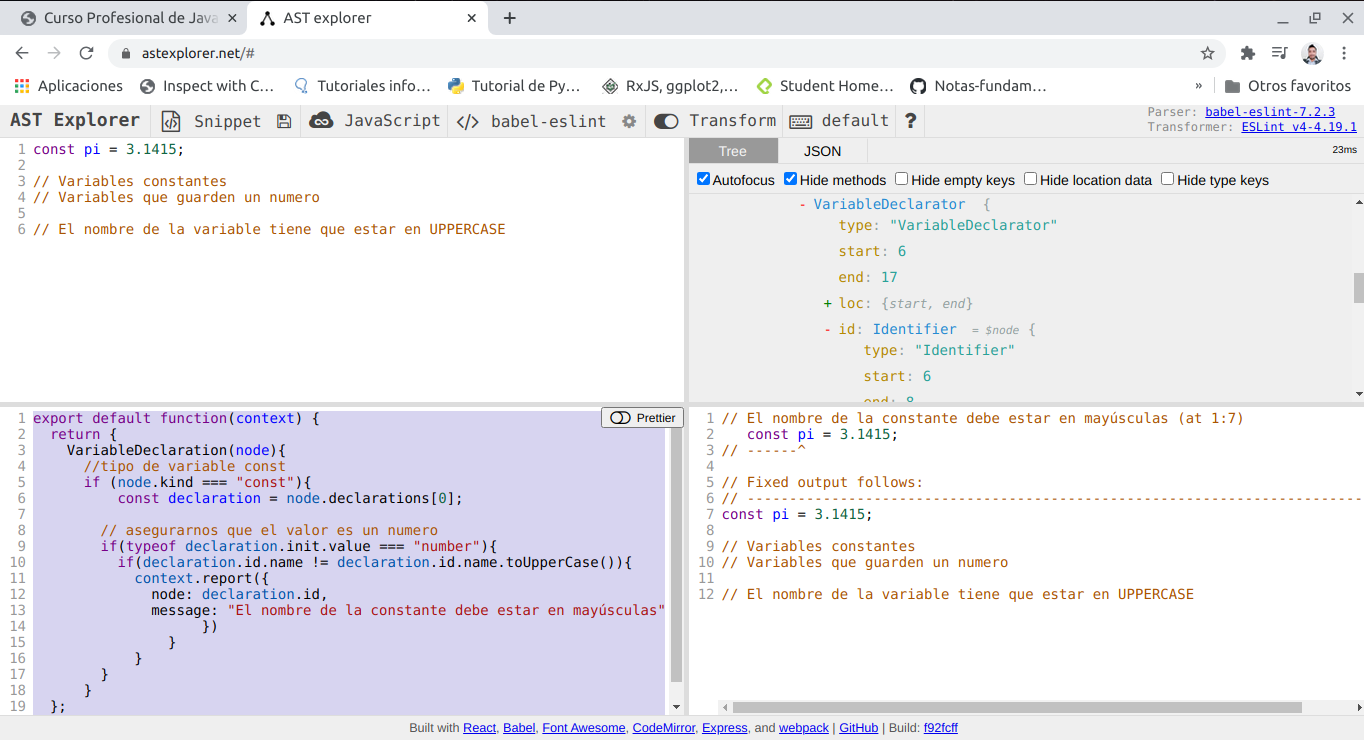 Curso Profesional de Java
AST explorer
astexplorer.net/#
Aplicaciones
Inspect with C...
Tutoriales info...
Tutorial de Py...
RxJS, ggplot2,...
Student Home...
Notas-fundam...
»
Otros favoritos
AST Explorer
Snippet
JavaScript
</> babel-eslint
Transform
default
?
Parser: babel-eslint-7.2.3
Transformer: ESLint v4-4.19.1
1 const pi = 3.1415;
2
3 // Variables constantes
4 // Variables que guarden un numero
5
6 // El nombre de la variable tiene que estar en UPPERCASE
Tree
JSON
23ms
Autofocus
Hide methods
Hide empty keys
Hide location data
Hide type keys
- VariableDeclarator {
type: "VariableDeclarator"
start: 6
end: 17
+ loc: {start, end}
- id: Identifier = $node {
type: "Identifier"
start: 6
end: 8
1 export default function(context) {
2 return {
3 VariableDeclaration(node){
4 //tipo de variable const
5 if (node.kind === "const"){
6 const declaration = node.declarations[0];
7
8 // asegurarnos que el valor es un numero
9 if(typeof declaration.init.value === "number"){
10 if(declaration.id.name != declaration.id.name.toUpperCase()){
11 context.report({
12 node: declaration.id,
13 message: "El nombre de la constante debe estar en mayúsculas"
14 })
15 }
16 }
17 }
18 }
19 };
Prettier
1 // El nombre de la constante debe estar en mayúsculas (at 1:7)
2 const pi = 3.1415;
3 // ------^
4
5 // Fixed output follows:
6 // -------------------------------------------------------------------------
7 const pi = 3.1415;
8
9 // Variables constantes
10 // Variables que guarden un numero
11
12 // El nombre de la variable tiene que estar en UPPERCASE
Built with React, Babel, Font Awesome, CodeMirror, Express, and webpack | GitHub | Build: f92fcff